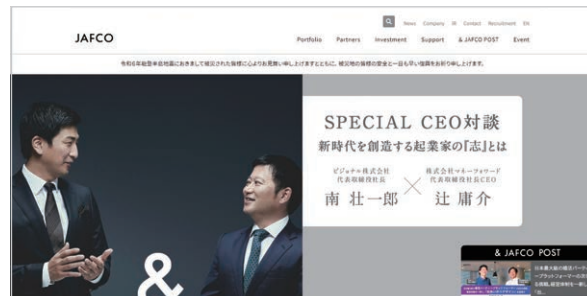 News Company IR Contact Recruitment EN
JAFCO
Portfolio Partners Investment Support & JAFCO POST Event
令和6年能登半島地震におきまして被災された皆様に心よりお見舞い申し上げますとともに、被災地の皆様の安全と一日も早い復興をお祈り申し上げます。
SPECIAL CEO対談
新時代を創造する起業家の『志』とは
ビジョナル株式会社
代表取締役社長
南 壮一郎
×
株式会社マネーフォワード
代表取締役社長CEO
辻 庸介
&
& JAFCO POST